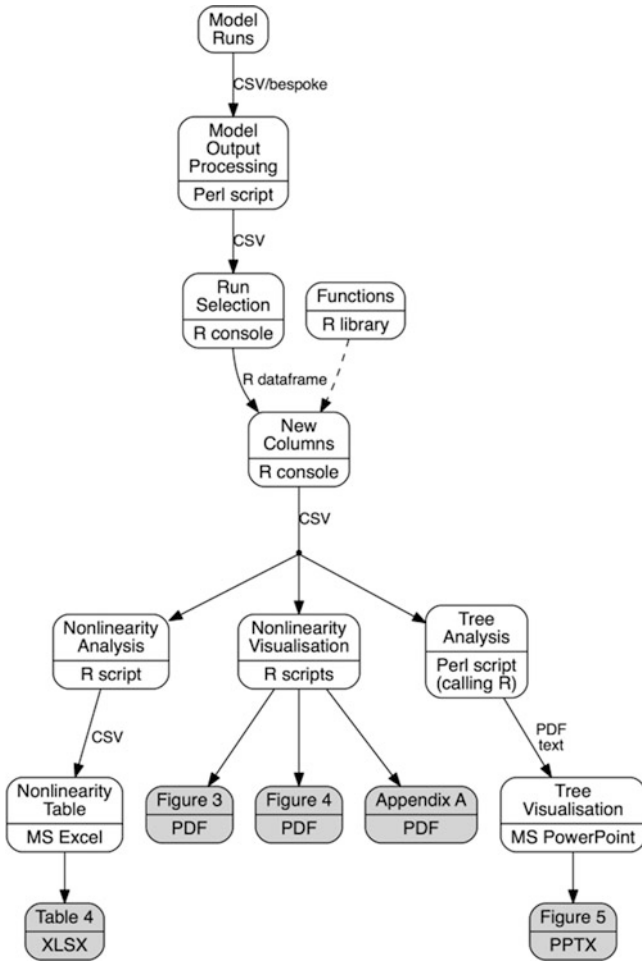 Model
Runs
CSV/bespoke
Model
Output
Processing
Perl script
CSV
Run
Selection
R console
Functions
R library
R dataframe
New
Columns
R console
CSV
Nonlinearity
Analysis
R script
Nonlinearity
Visualisation
R scripts
Tree
Analysis
Perl script
(calling R)
CSV
PDF
text
Nonlinearity
Table
MS Excel
Figure 3
PDF
Figure 4
PDF
Appendix A
PDF
Tree
Visualisation
MS PowerPoint
Table 4
XLSX
Figure 5
PPTX